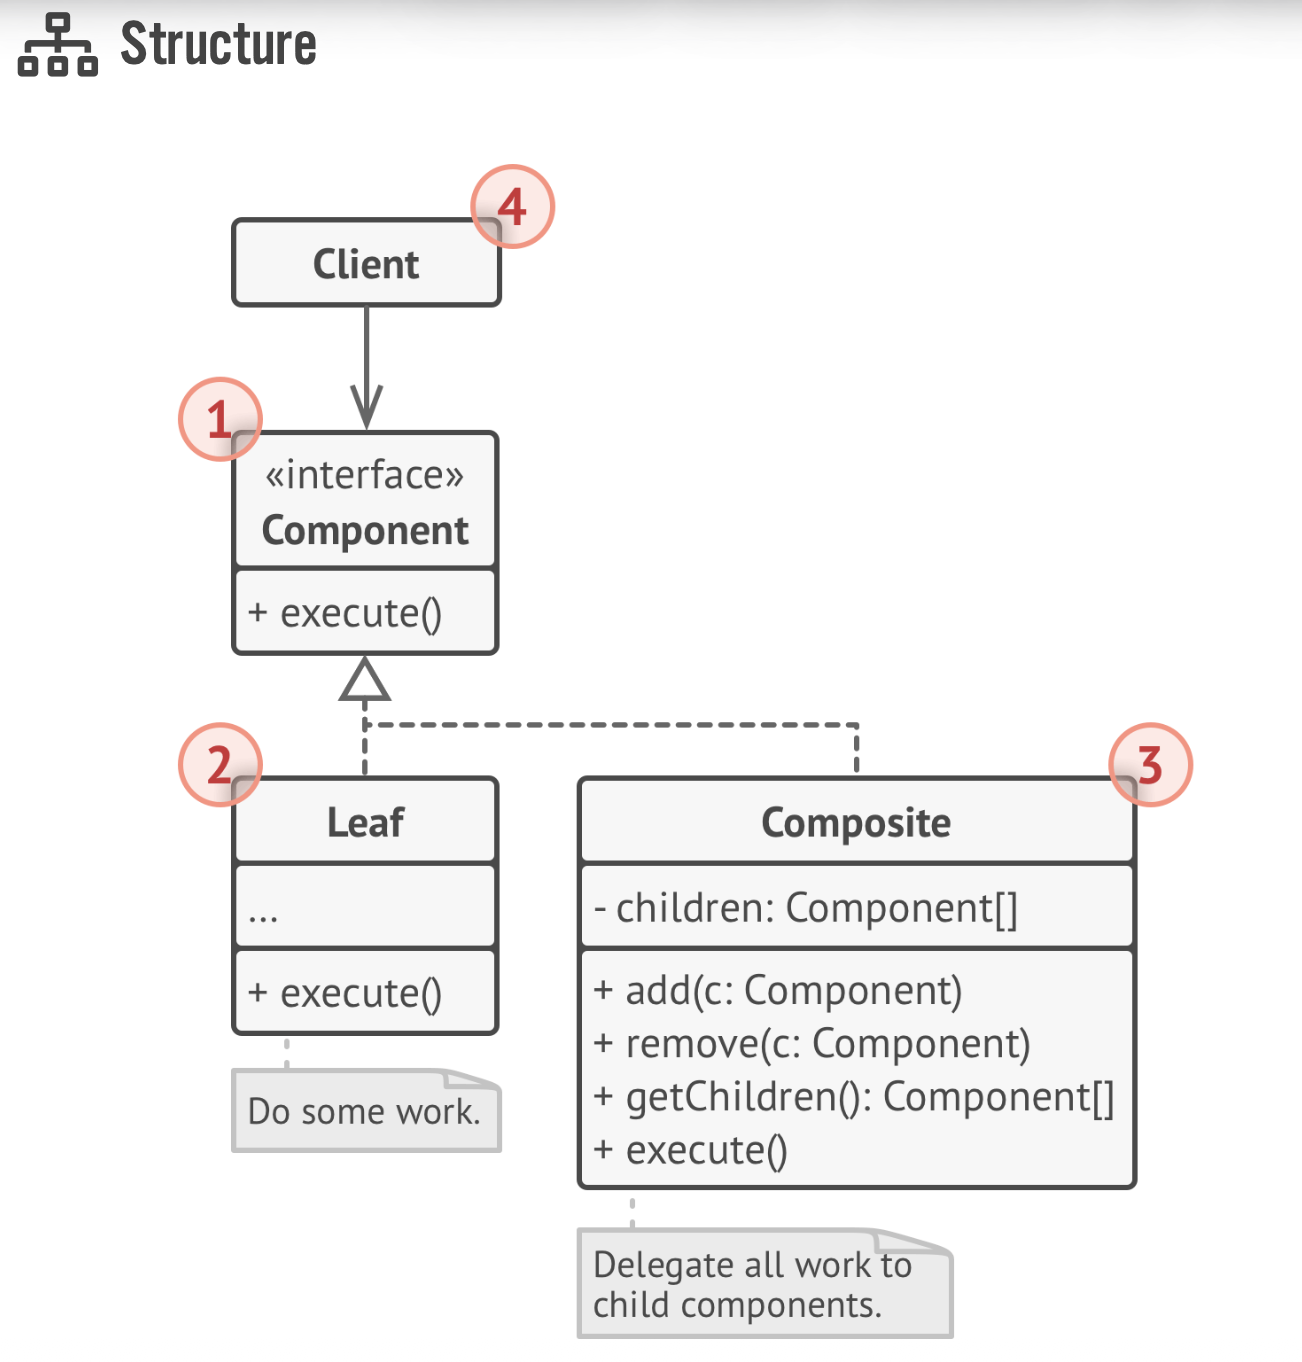 Structure
4
Client
1
«interface»
Component
+ execute()
2
Leaf
...
+ execute()
Do some work.
3
Composite
- children: Component[]
+ add(c: Component)
+ remove(c: Component)
+ getChildren(): Component[]
+ execute()
Delegate all work to
child components.